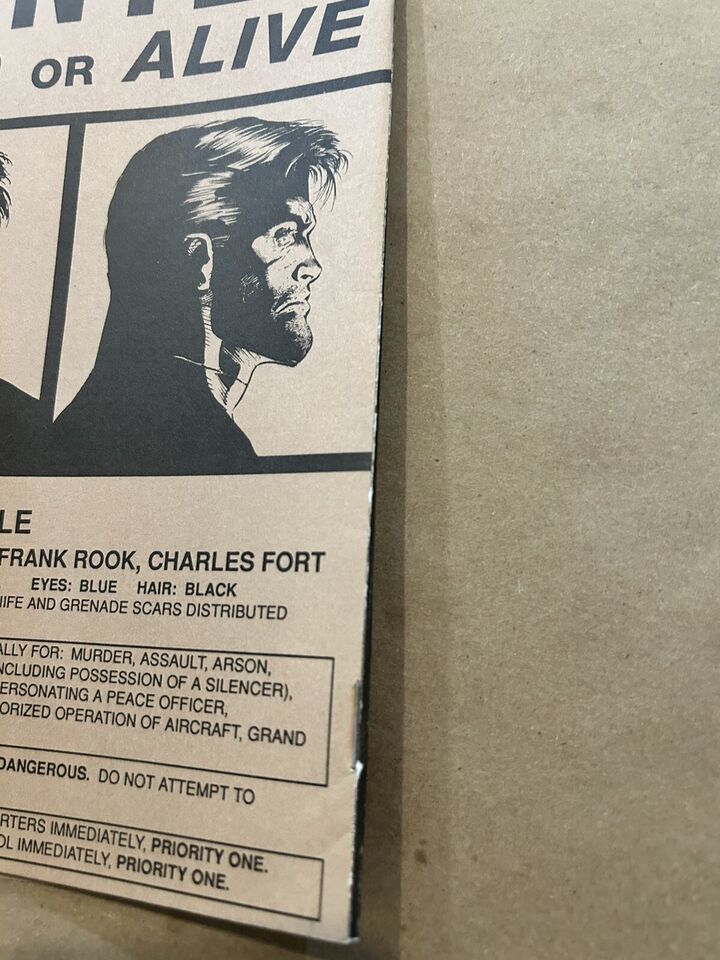 OR ALIVE
LE
FRANK ROOK, CHARLES FORT
EYES: BLUE HAIR: BLACK
IFE AND GRENADE SCARS DISTRIBUTED
ALLY FOR: MURDER, ASSAULT, ARSON,
NCLUDING POSSESSION OF A SILENCER),
ERSONATING A PEACE OFFICER,
ORIZED OPERATION OF AIRCRAFT, GRAND
DANGEROUS. DO NOT ATTEMPT TO
RTERS IMMEDIATELY, PRIORITY ONE.
OL IMMEDIATELY, PRIORITY ONE.